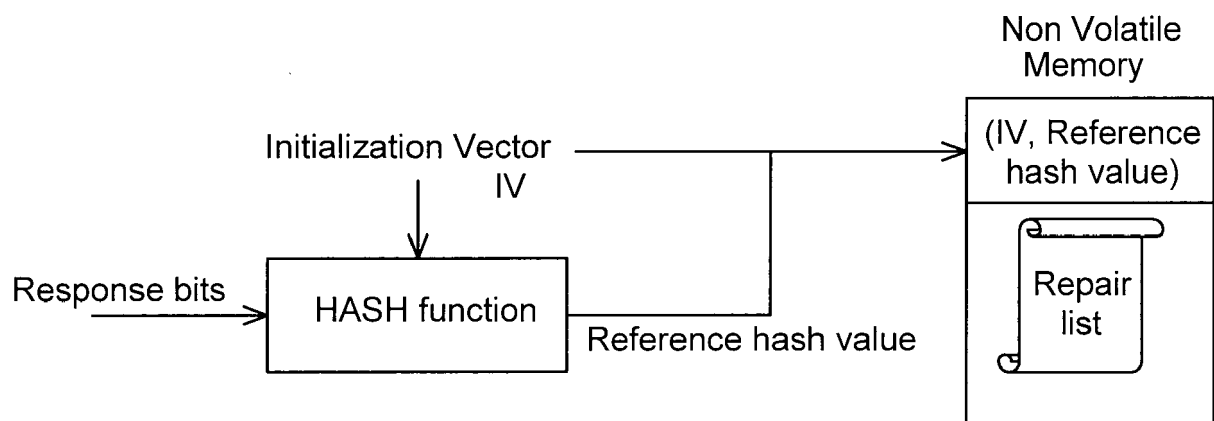 Non Volatile
Memory
Initialization Vector
IV
(IV, Reference
hash value)
Response bits
HASH function
Reference hash value
Repair
list